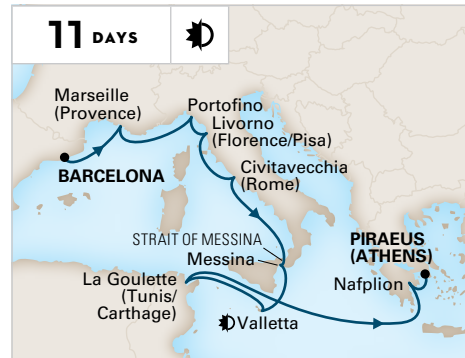 11 DAYS
Marseille
(Provence)
Portofino
Livorno
(Florence/Pisa)
BARCELONA
Civitavecchia
(Rome)
STRAIT OF MESSINA
Messina
PIRAEUS
(ATHENS)
La Goulette
(Tunis/
Carthage)
Nafplion
Valletta